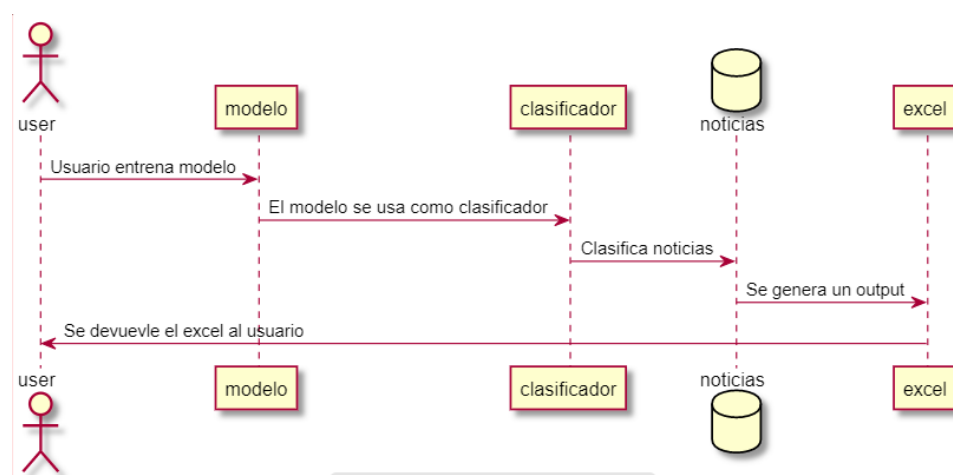 user
modelo
clasificador
noticias
excel
Usuario entrena modelo
El modelo se usa como clasificador
Clasifica noticias
Se genera un output
Se devuevle el excel al usuario
user
modelo
clasificador
noticias
excel